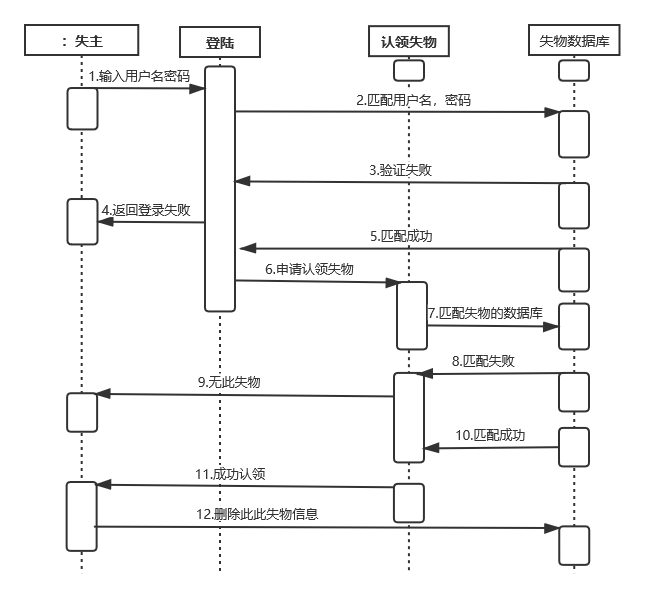 ：失主
登陆
认领失物
失物数据库
1.输入用户名密码
2.匹配用户名，密码
3.验证失败
4.返回登录失败
5.匹配成功
6.申请认领失物
7.匹配失物的数据库
8.匹配失败
9.无此失物
10.匹配成功
11.成功认领
12.删除此此失物信息